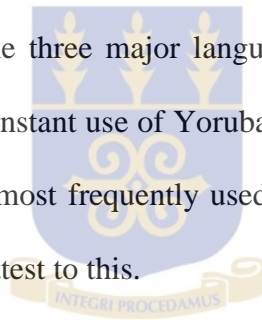 e three major langu
nstant use of Yoruba
most frequently used
test to this.
INTEGRI PROCEDAMUS